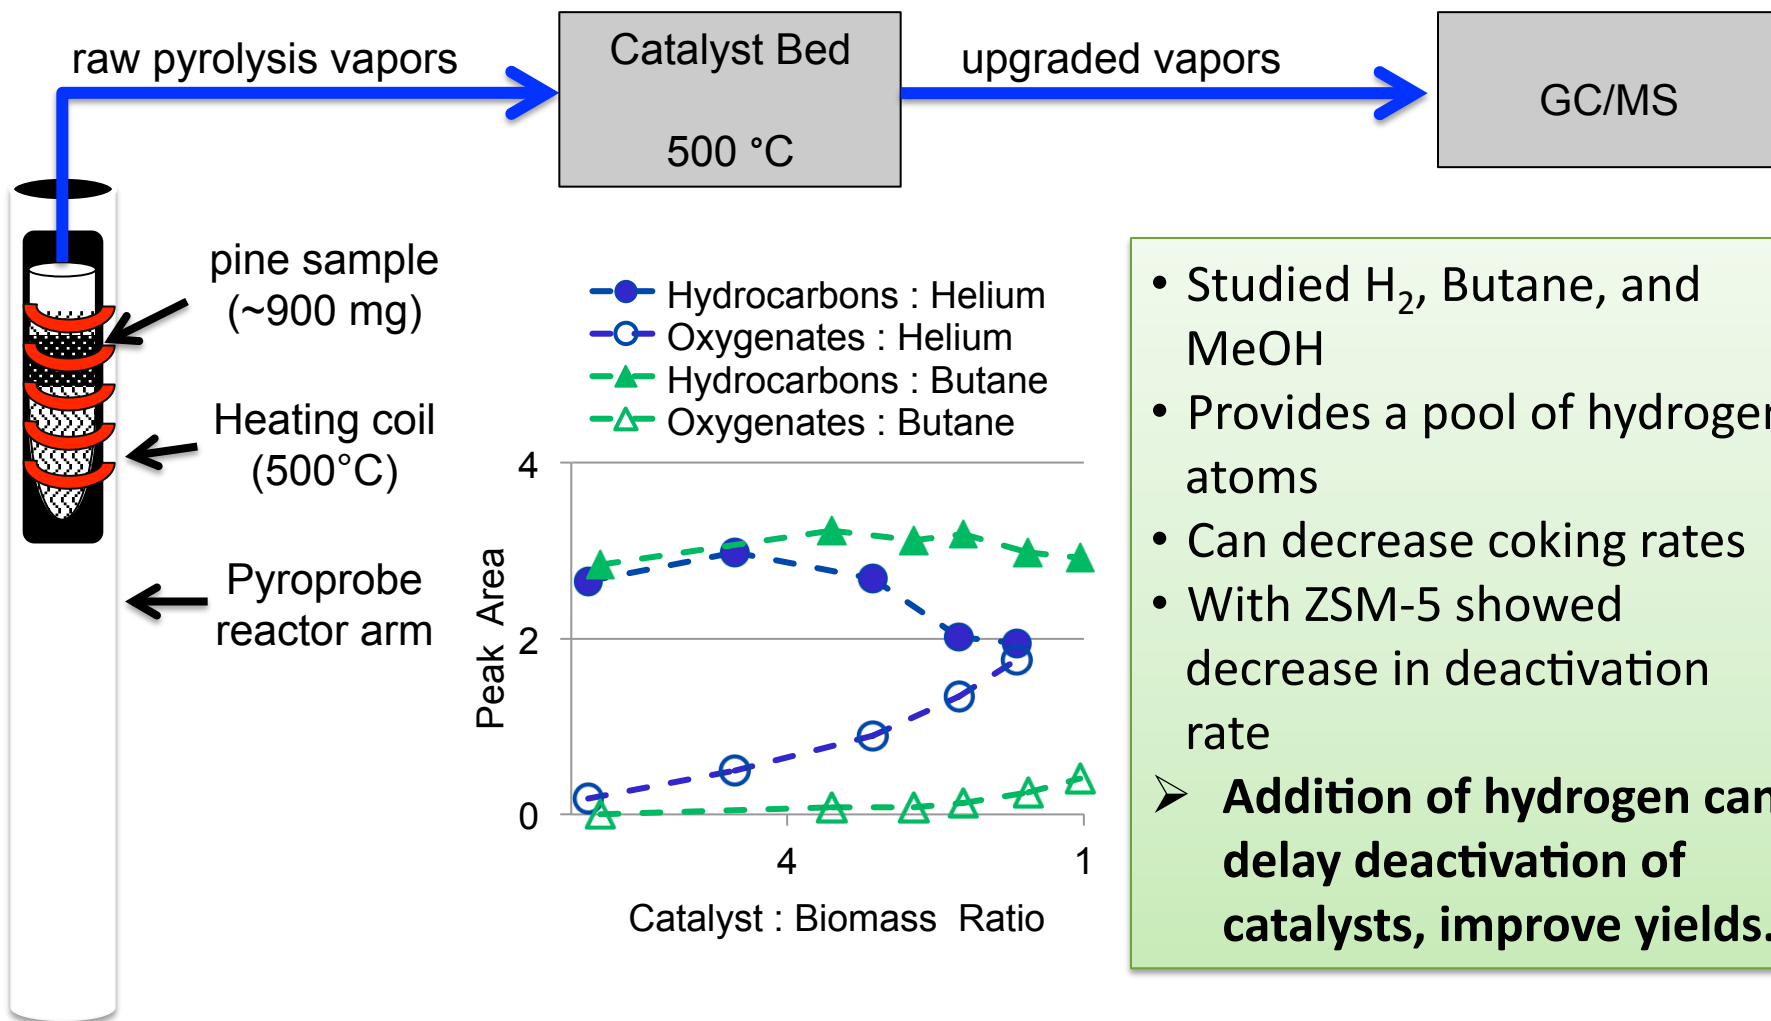 raw pyrolysis vapors
Catalyst Bed
500 °C
upgraded vapors
GC/MS
pine sample
(~900 mg)
Heating coil
(500°C)
Pyroprobe
reactor arm
Hydrocarbons : Helium
Oxygenates : Helium
Hydrocarbons : Butane
Oxygenates : Butane
4
2
0
Peak Area
4
1
Catalyst : Biomass Ratio
• Studied H₂, Butane, and
MeOH
• Provides a pool of hydrogen
atoms
• Can decrease coking rates
• With ZSM-5 showed
decrease in deactivation
rate
➢ Addition of hydrogen can
delay deactivation of
catalysts, improve yields.